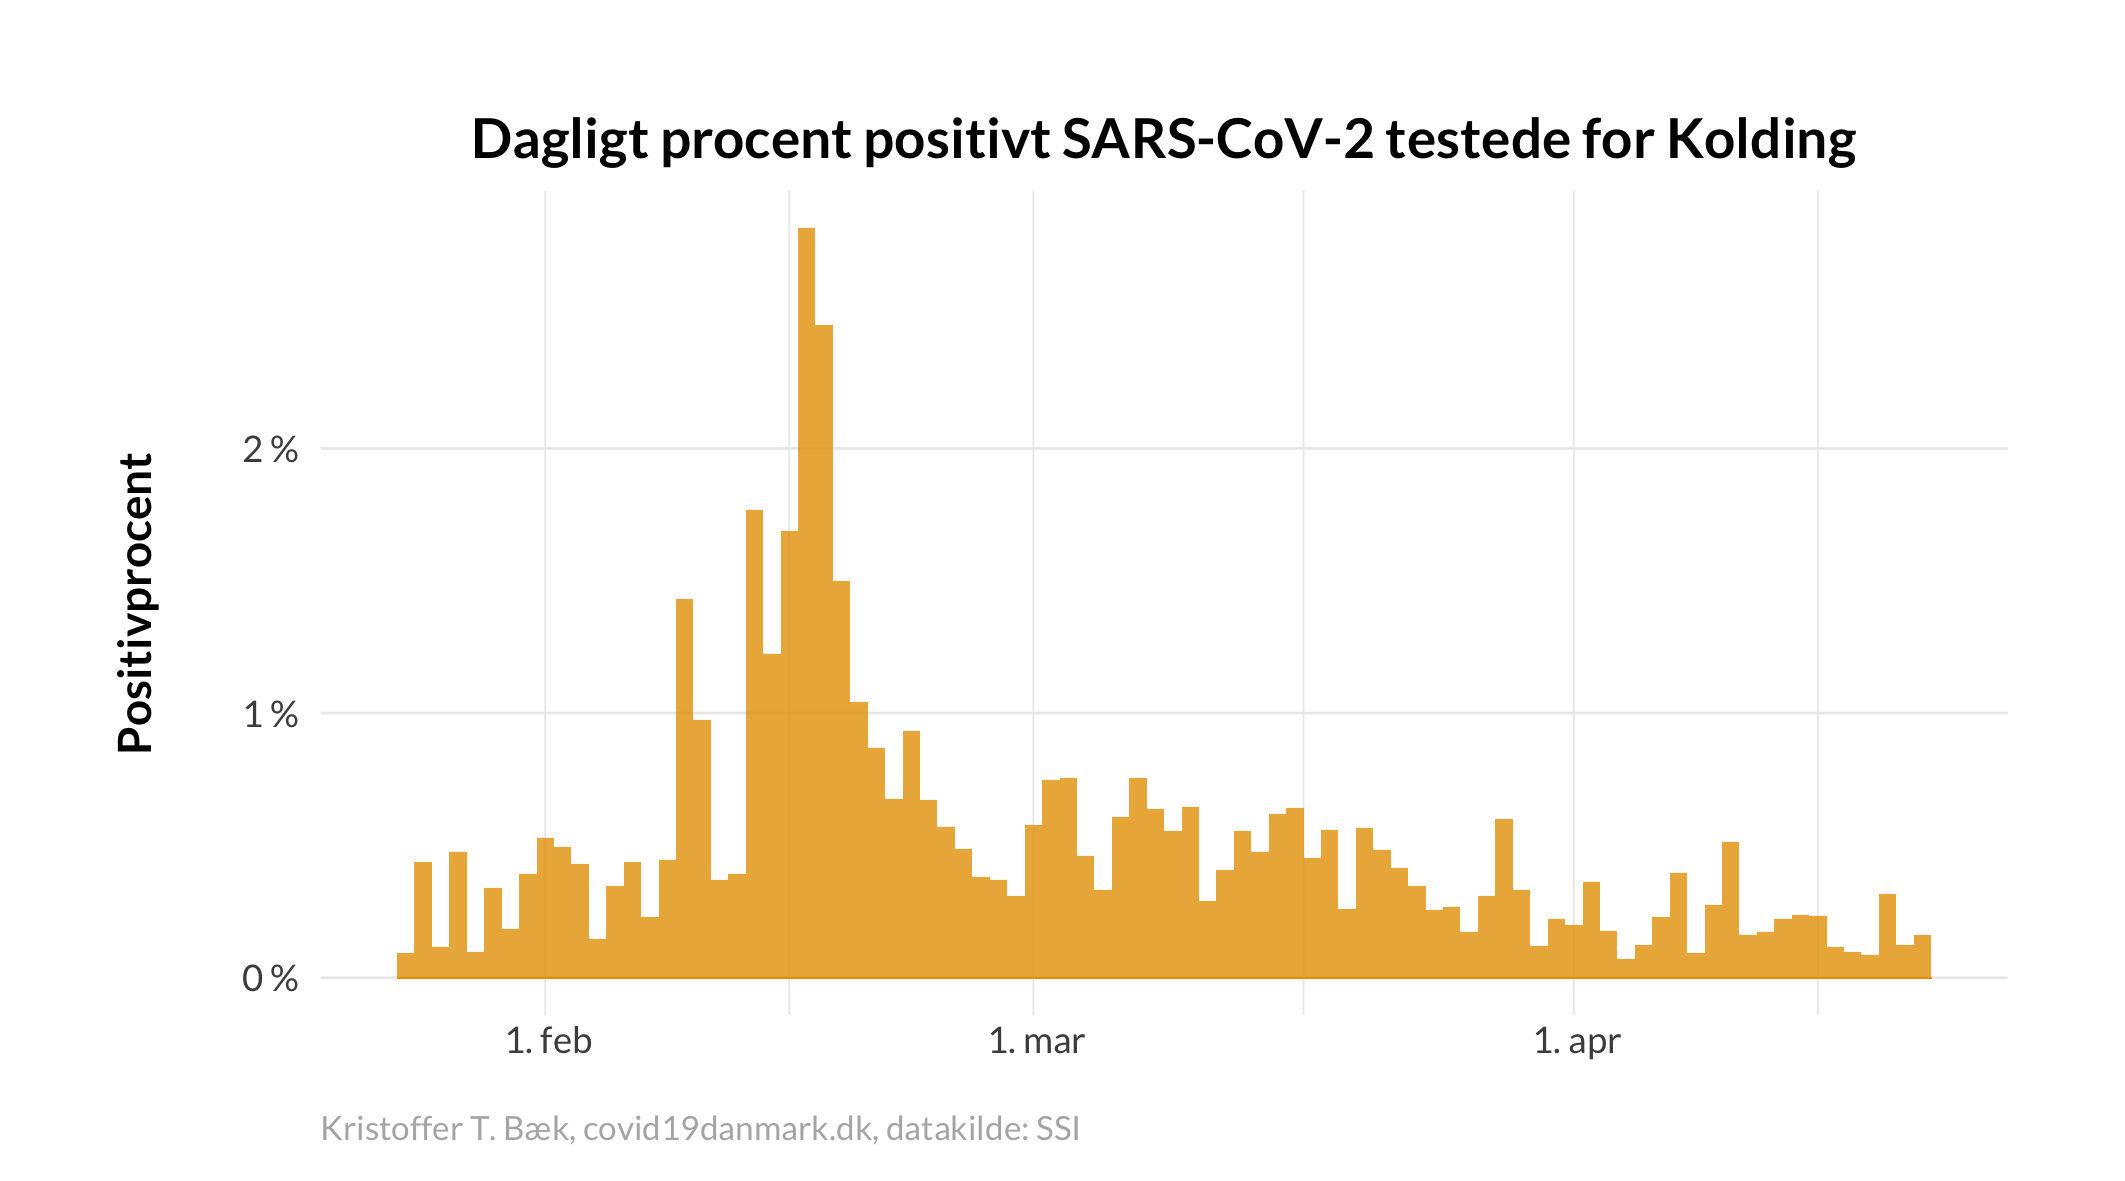 Dagligt procent positivt SARS-CoV-2 testede for Kolding
Positivprocent
2 %
1 %
0 %
1. feb
1. mar
1. apr
Kristoffer T. Bæk, covid19danmark.dk, datakilde: SSI